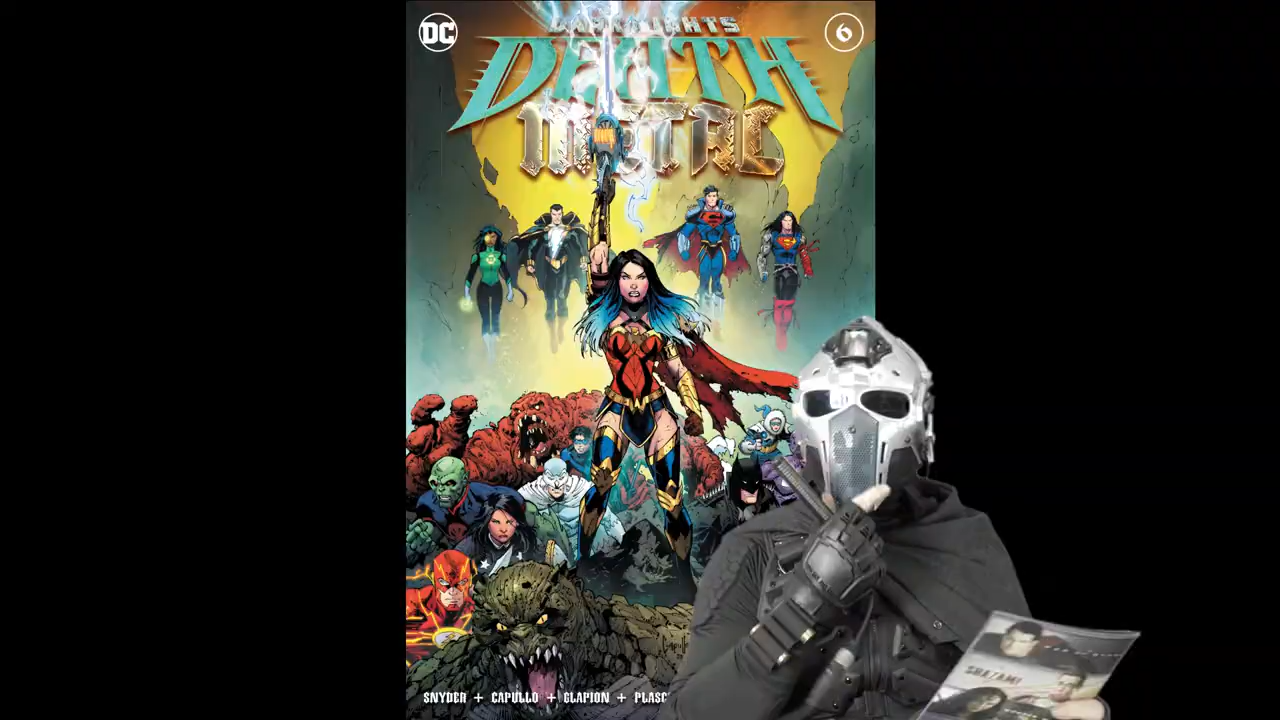 DC
6
DARK NIGHTS
DEATH
METAL
SNYDER + CAPULLO + GLAPION + PLASC
SHAZAM!